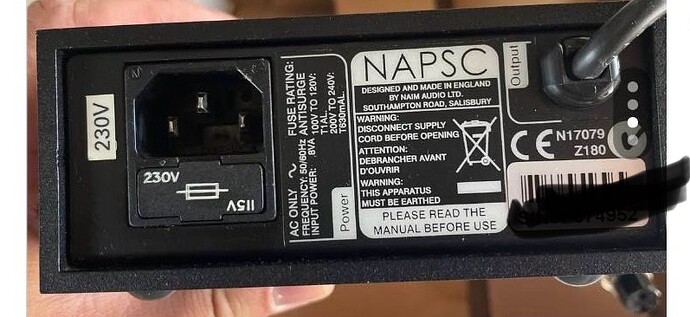 230V
N
230V
115V
AC ONLY ~
FREQUENCY: 50/60Hz
INPUT POWER: 8VA
FUSE RATING:
ANTISURGE
100V TO 120V:
T1AL
200V TO 240V:
T630mAL
Power
NAPSC
DESIGNED AND MADE IN ENGLAND
BY NAIM AUDIO LTD.
SOUTHAMPTON ROAD, SALISBURY
WARNING:
DISCONNECT SUPPLY
CORD BEFORE OPENING
ATTENTION:
DEBRANCHER AVANT
D'OUVRIR
WARNING:
THIS APPARATUS
MUST BE EARTHED
PLEASE READ THE
MANUAL BEFORE USE
Output
CE N17079
Z180